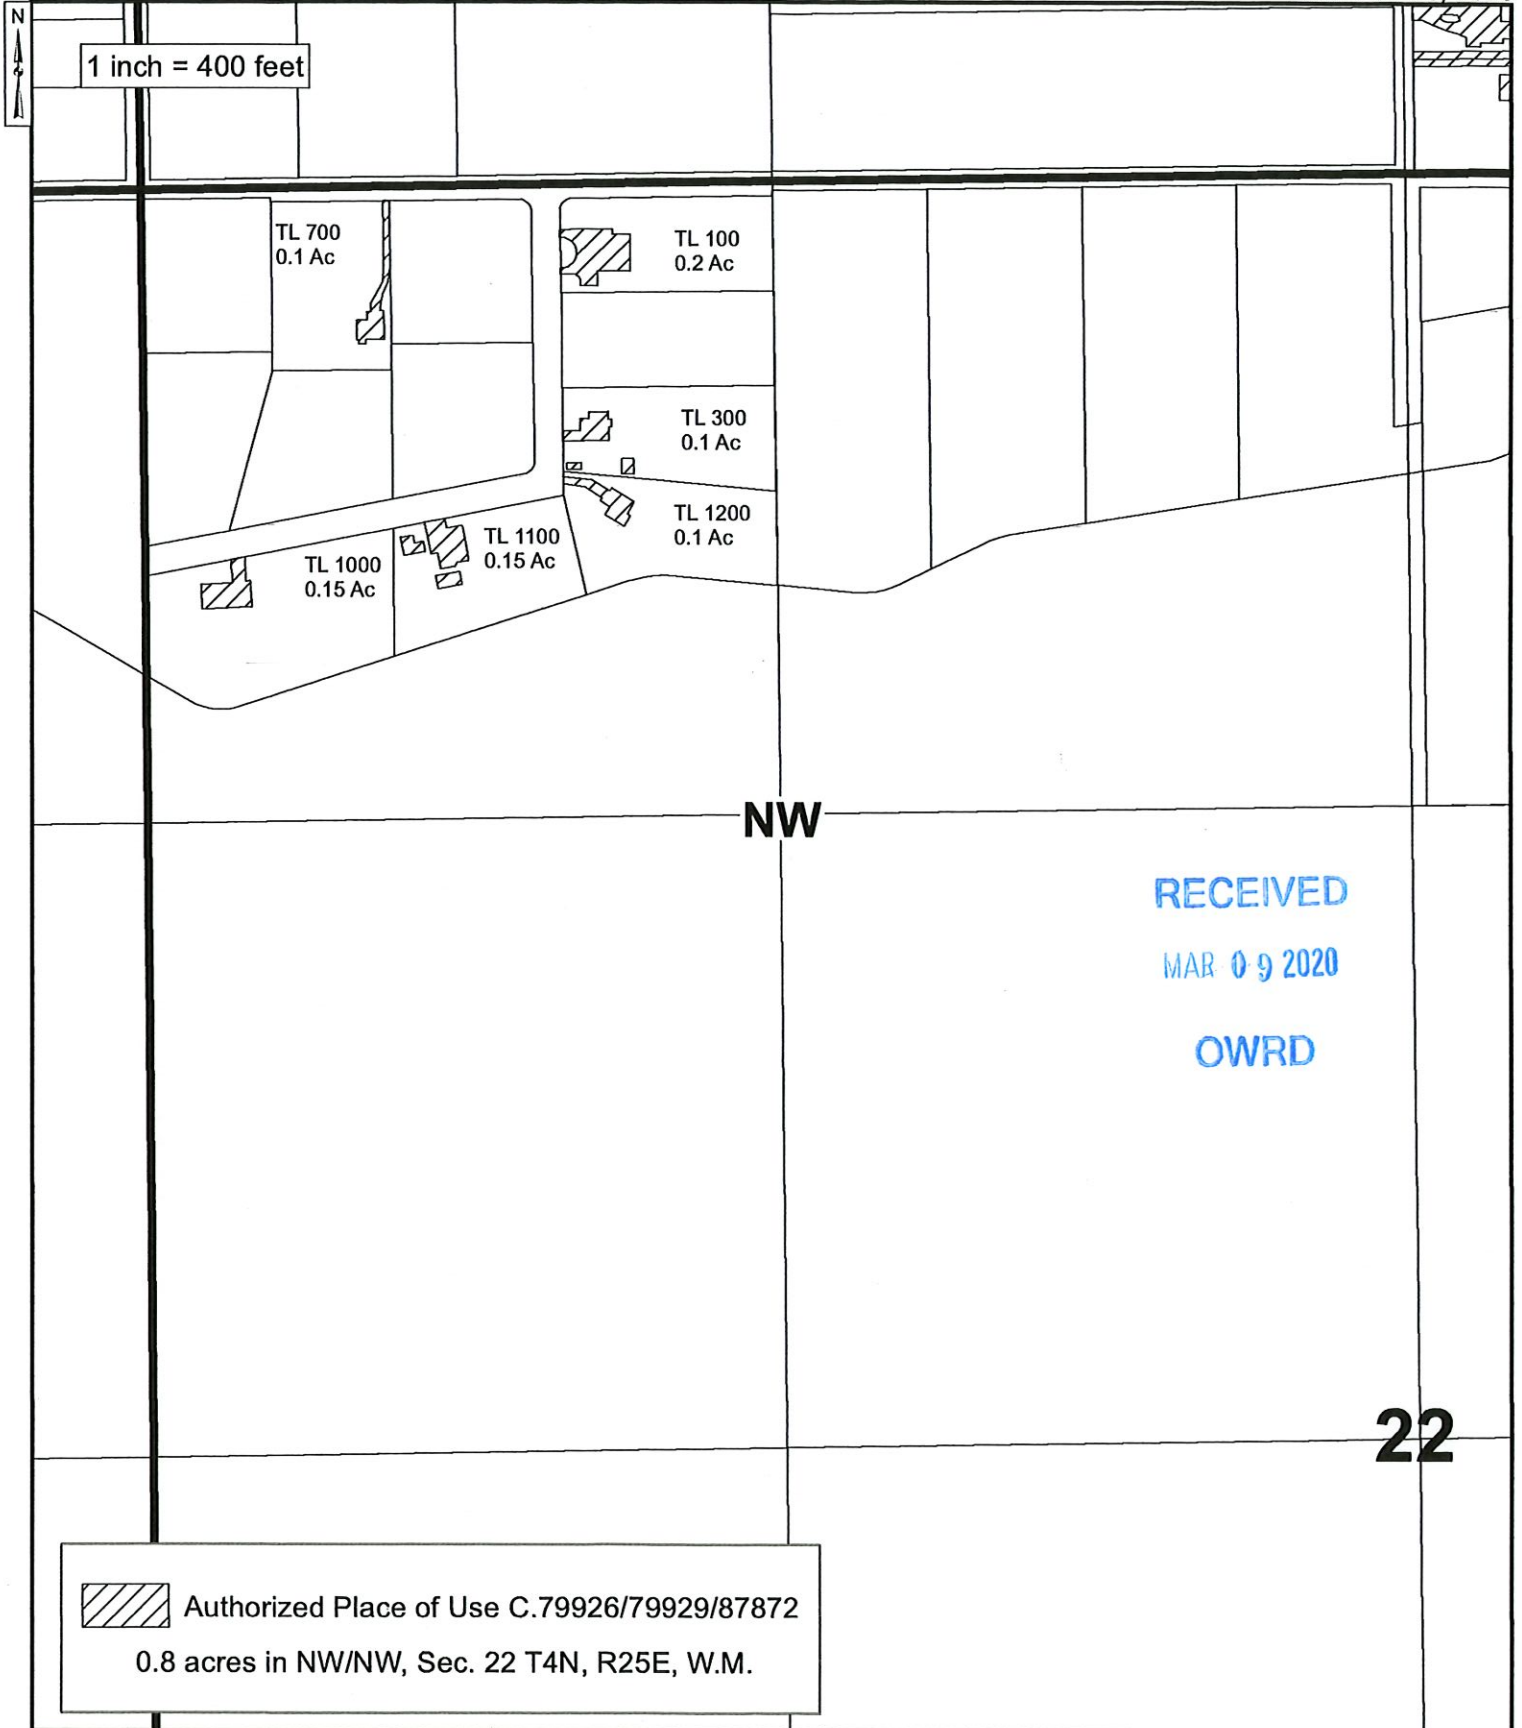 N
1 inch = 400 feet
TL 700
0.1 Ac
TL 100
0.2 Ac
TL 300
0.1 Ac
TL 1200
0.1 Ac
TL 1100
0.15 Ac
TL 1000
0.15 Ac
NW
RECEIVED
MAR 09 2020
OWRD
22
Authorized Place of Use C.79926/79929/87872
0.8 acres in NW/NW, Sec. 22 T4N, R25E, W.M.